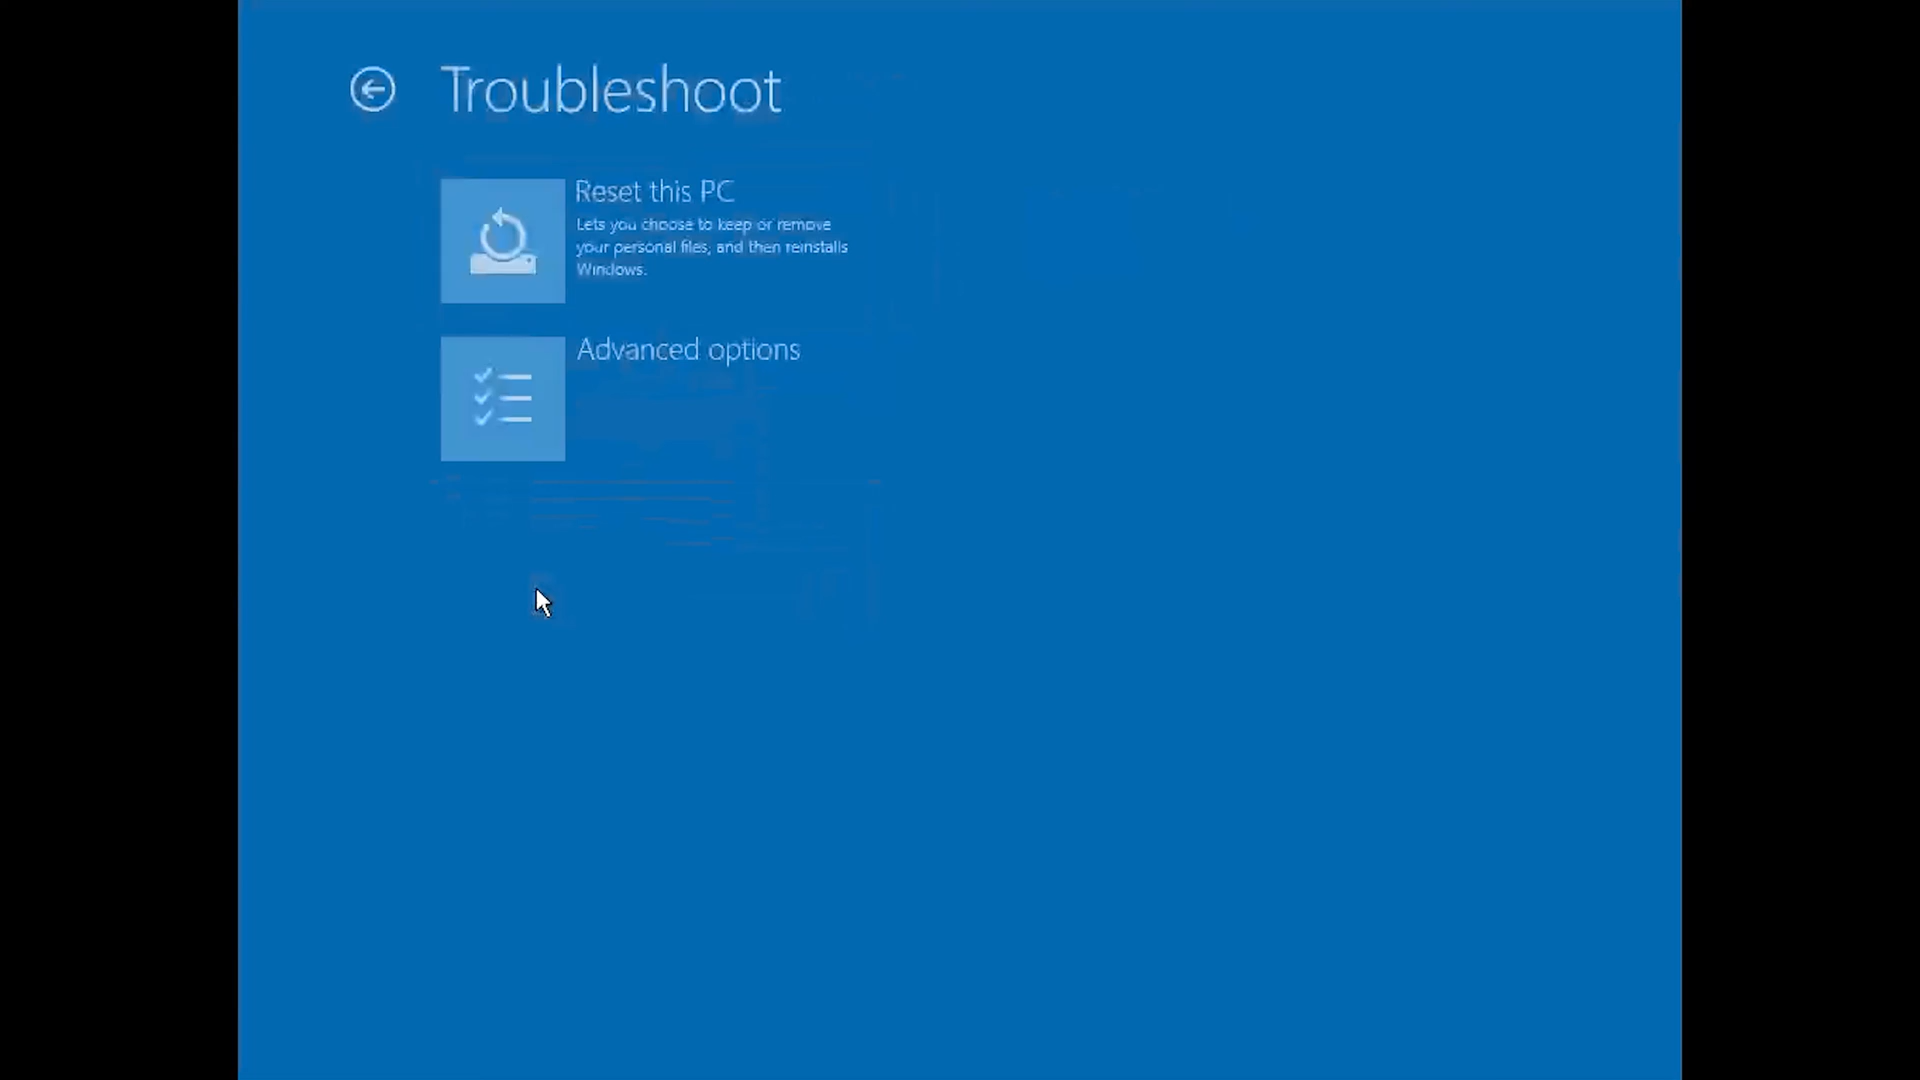 Troubleshoot
Reset this PC
Lets you choose to keep or remove
your personal files, and then reinstalls
Windows.
Advanced options